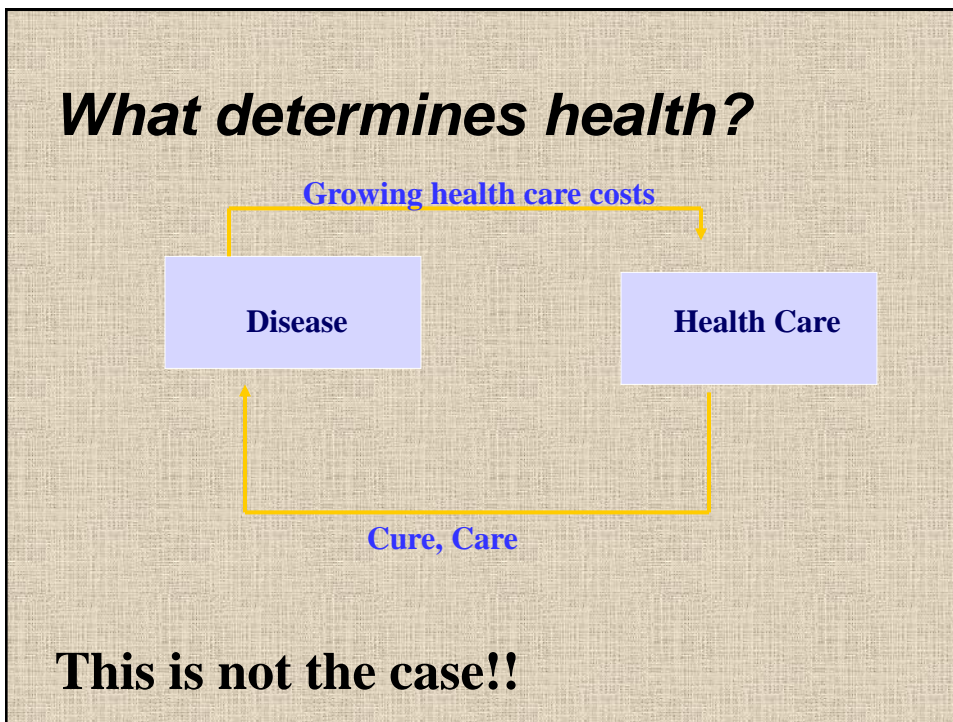 What determines health?
Growing health care costs
Disease
Health Care
Cure, Care
This is not the case!!